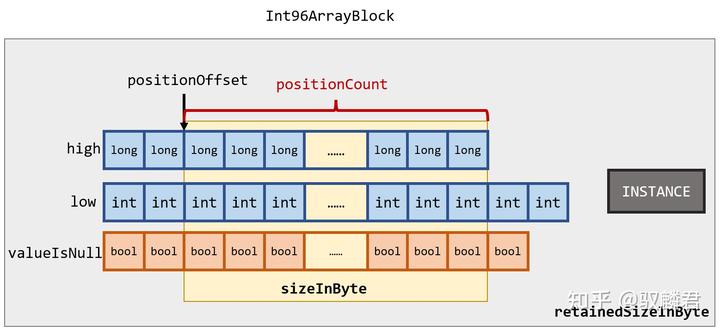 Int96ArrayBlock
positionOffset
positionCount
high long long long long long …… long long long
low int int int int int …… int int int int int
valueIsNull bool bool bool bool bool …… bool bool bool bool
INSTANCE
sizeInByte
知乎 @驭麟君
retainedSizeInByte